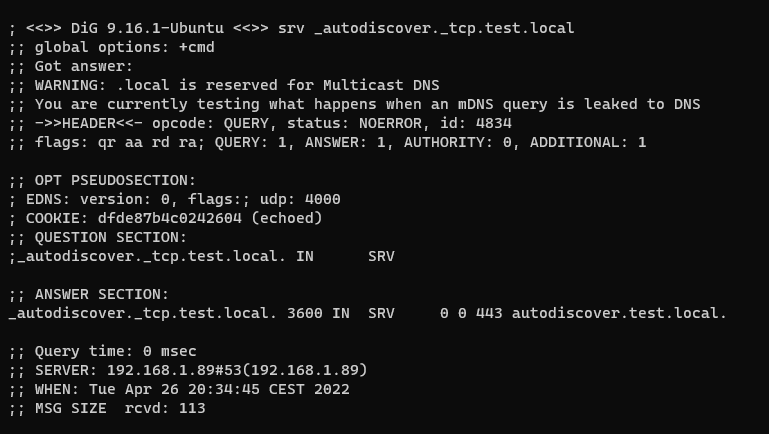 ; <<>> DiG 9.16.1-Ubuntu <<>> srv _autodiscover._tcp.test.local
;; global options: +cmd
;; Got answer:
;; WARNING: .local is reserved for Multicast DNS
;; You are currently testing what happens when an mDNS query is leaked to DNS
;; ->>HEADER<<- opcode: QUERY, status: NOERROR, id: 4834
;; flags: qr aa rd ra; QUERY: 1, ANSWER: 1, AUTHORITY: 0, ADDITIONAL: 1
;; OPT PSEUDOSECTION:
; EDNS: version: 0, flags:; udp: 4000
; COOKIE: dfde87b4c0242604 (echoed)
;; QUESTION SECTION:
;_autodiscover._tcp.test.local. IN      SRV
;; ANSWER SECTION:
_autodiscover._tcp.test.local. 3600 IN  SRV     0 0 443 autodiscover.test.local.
;; Query time: 0 msec
;; SERVER: 192.168.1.89#53(192.168.1.89)
;; WHEN: Tue Apr 26 20:34:45 CEST 2022
;; MSG SIZE  rcvd: 113